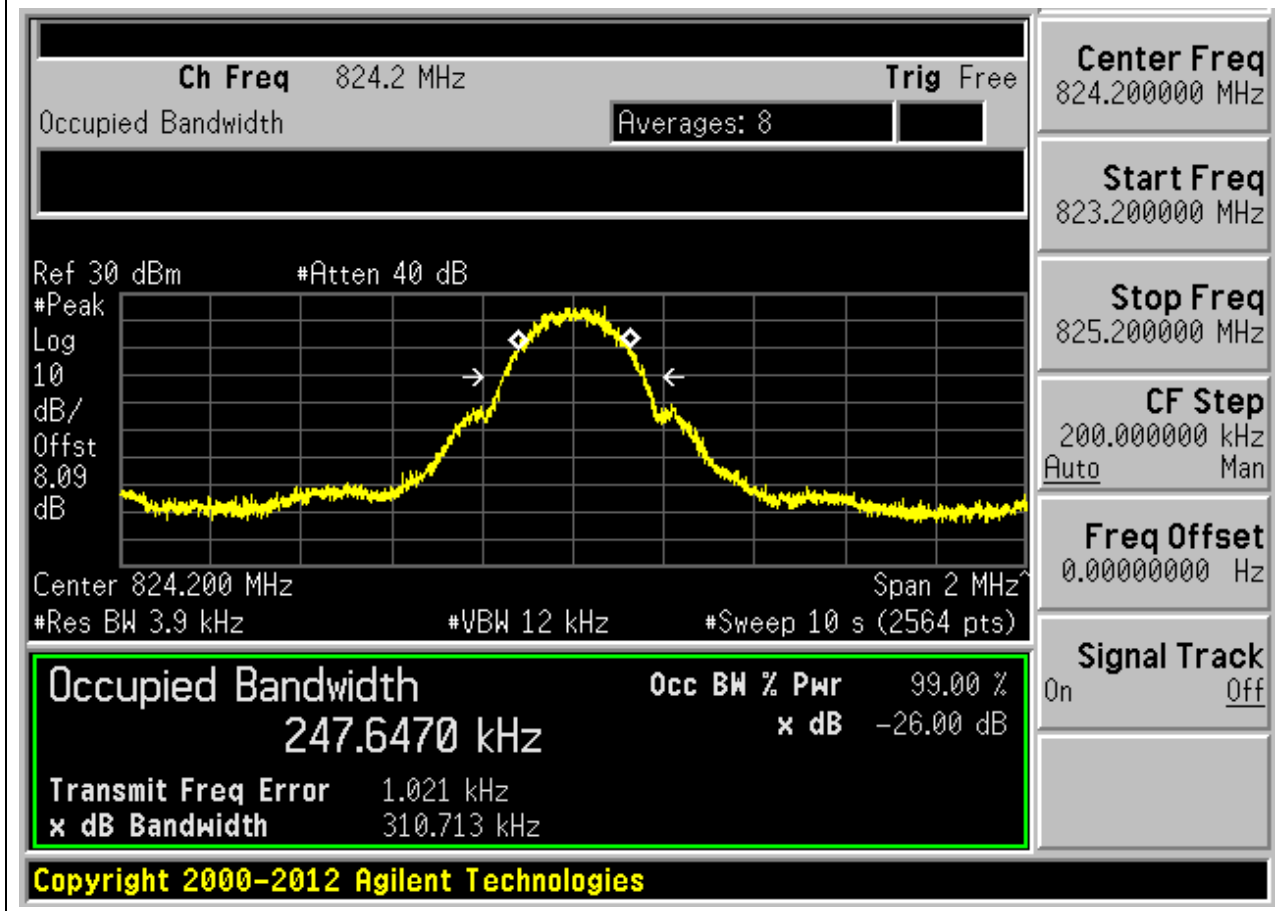 Ch Freq 824.2 MHz Trig Free
Occupied Bandwidth Averages: 8
Ref 30 dBm #Atten 40 dB
#Peak
Log
10
dB/
Offst
8.09
dB
Center 824.200 MHz Span 2 MHz^
#Res BW 3.9 kHz #VBW 12 kHz #Sweep 10 s (2564 pts)
Occupied Bandwidth Occ BW % Pwr 99.00 %
247.6470 kHz x dB -26.00 dB
Transmit Freq Error 1.021 kHz
x dB Bandwidth 310.713 kHz
Copyright 2000-2012 Agilent Technologies
Center Freq
824.200000 MHz
Start Freq
823.200000 MHz
Stop Freq
825.200000 MHz
CF Step
200.000000 kHz
Auto Man
Freq Offset
0.00000000 Hz
Signal Track
On Off